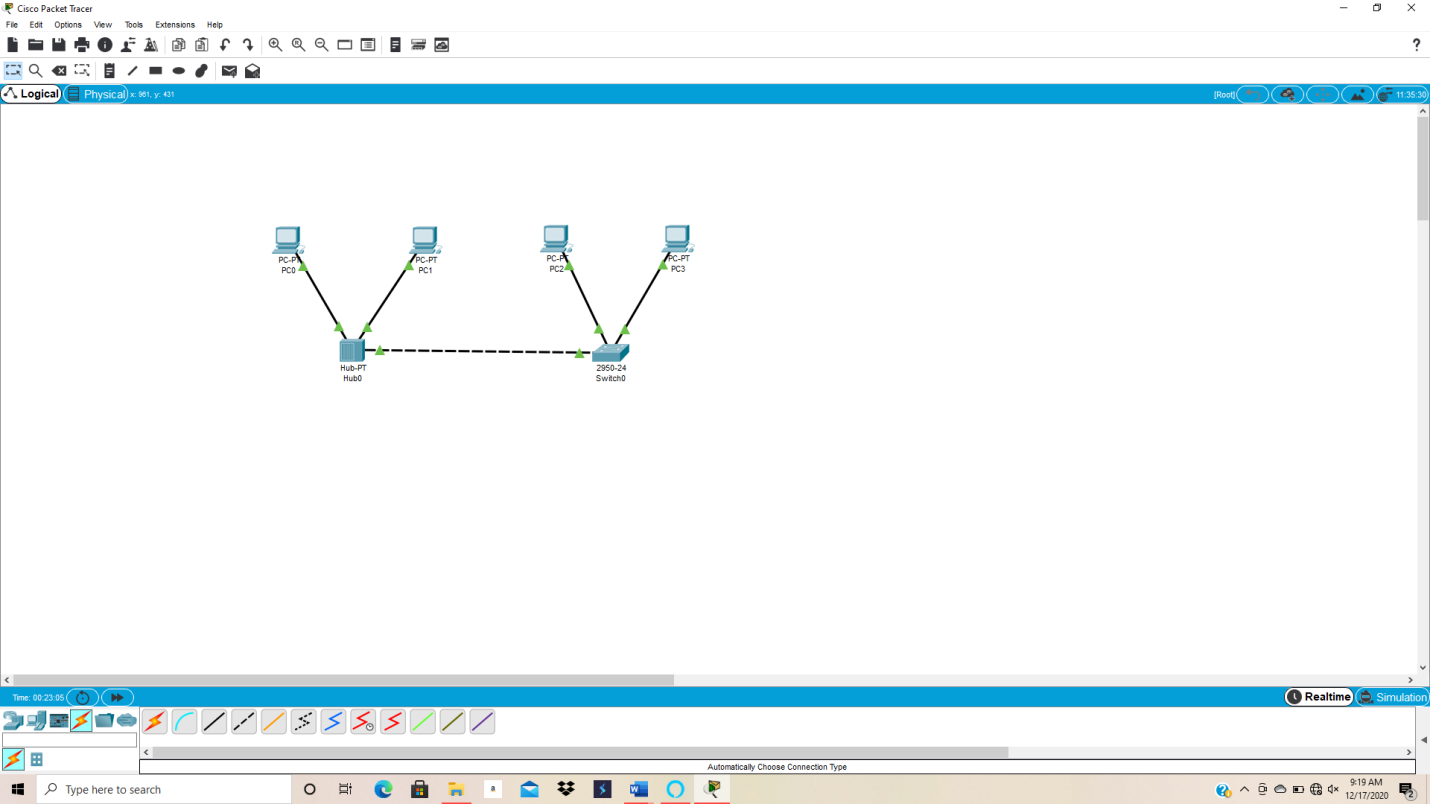 Cisco Packet Tracer
File Edit Options View Tools Extensions Help
?
Logical Physical x: 961, y: 431 [Root] 11:35:30
PC-PT
PC0
PC-PT
PC1
PC-PT
PC2
PC-PT
PC3
Hub-PT
Hub0
2950-24
Switch0
Time: 00:23:05 Realtime Simulation
Automatically Choose Connection Type
Type here to search
9:19 AM
12/17/2020
2